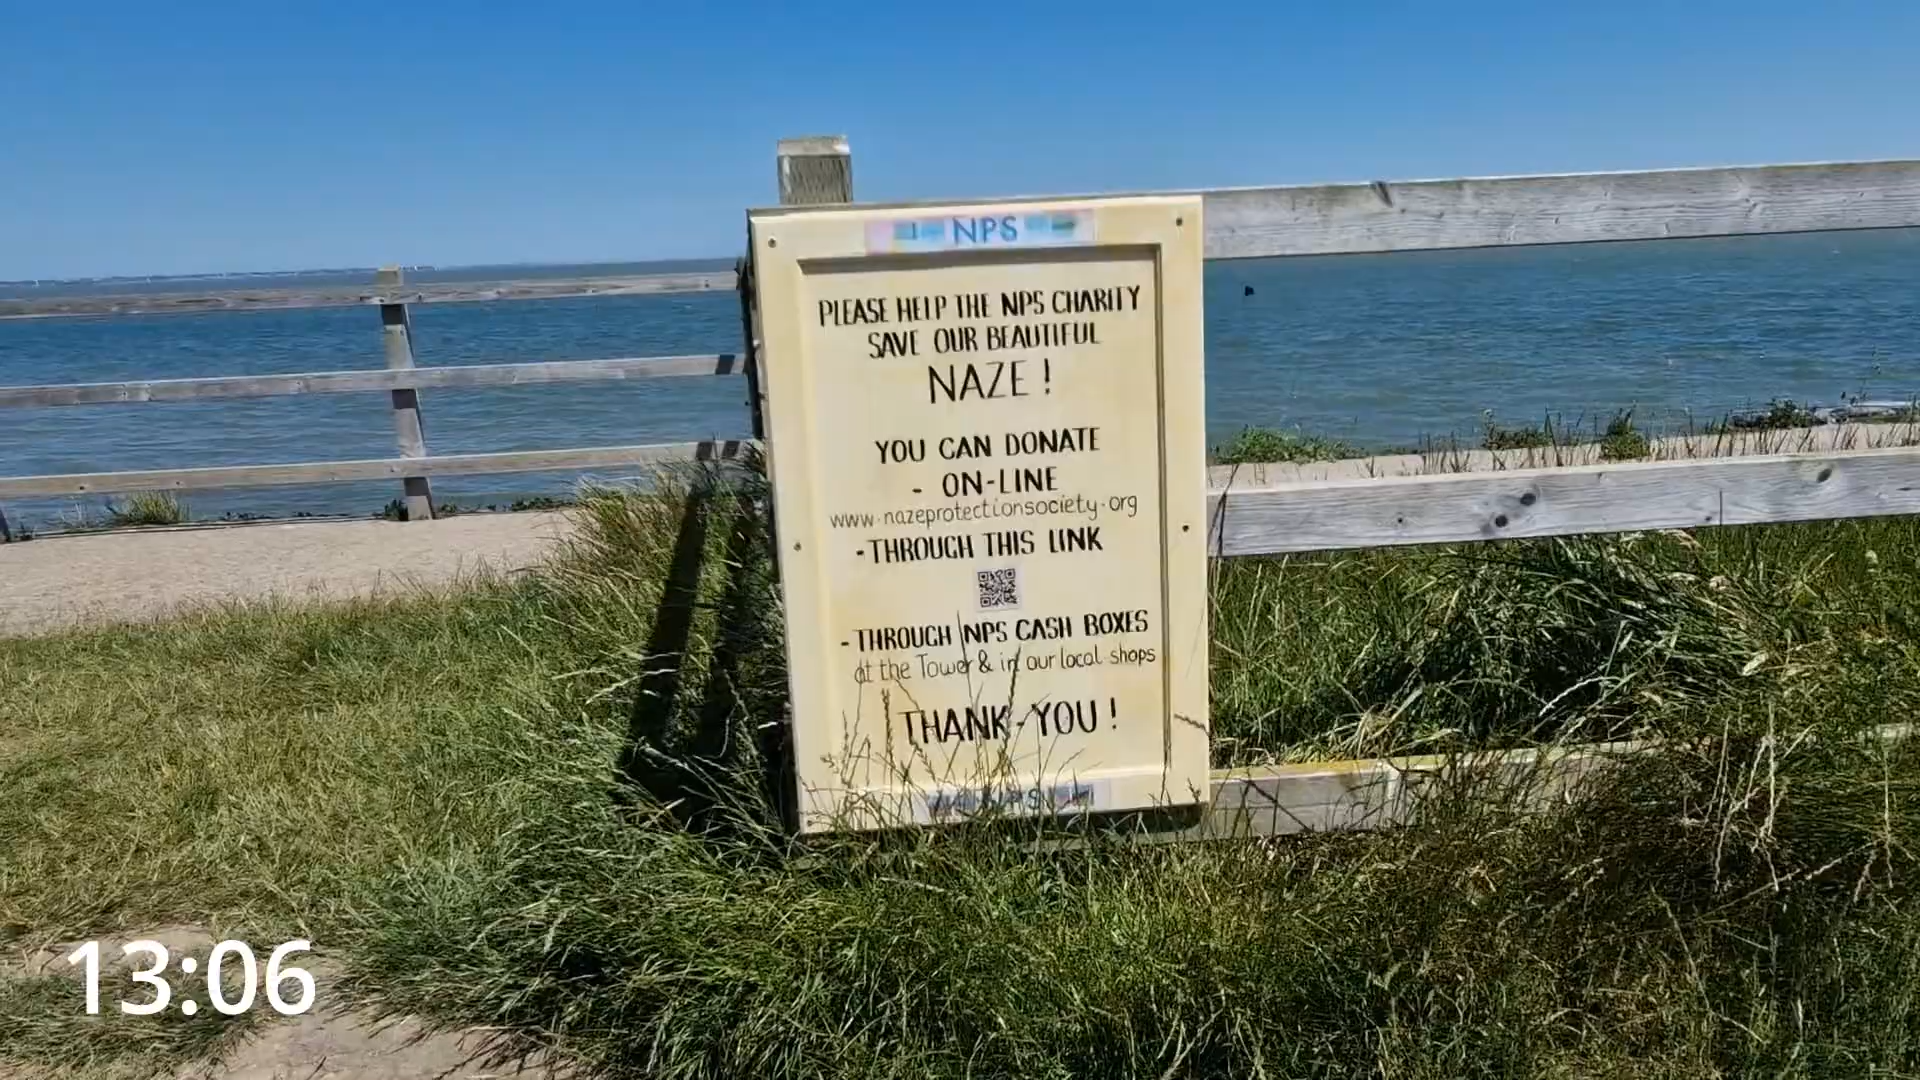 NPS
PLEASE HELP THE NPS CHARITY
SAVE OUR BEAUTIFUL
NAZE !
YOU CAN DONATE
- ON-LINE
www.nazeprotectionsociety.org
- THROUGH THIS LINK
- THROUGH NPS CASH BOXES
at the Tower & in our local shops
THANK-YOU !
NPS
13:06